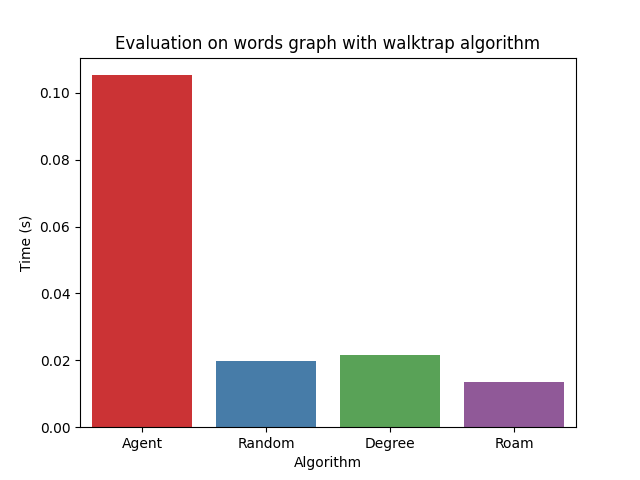 Evaluation on words graph with walktrap algorithm
0.10
0.08
0.06
0.04
0.02
0.00
Time (s)
Agent Random Degree Roam
Algorithm